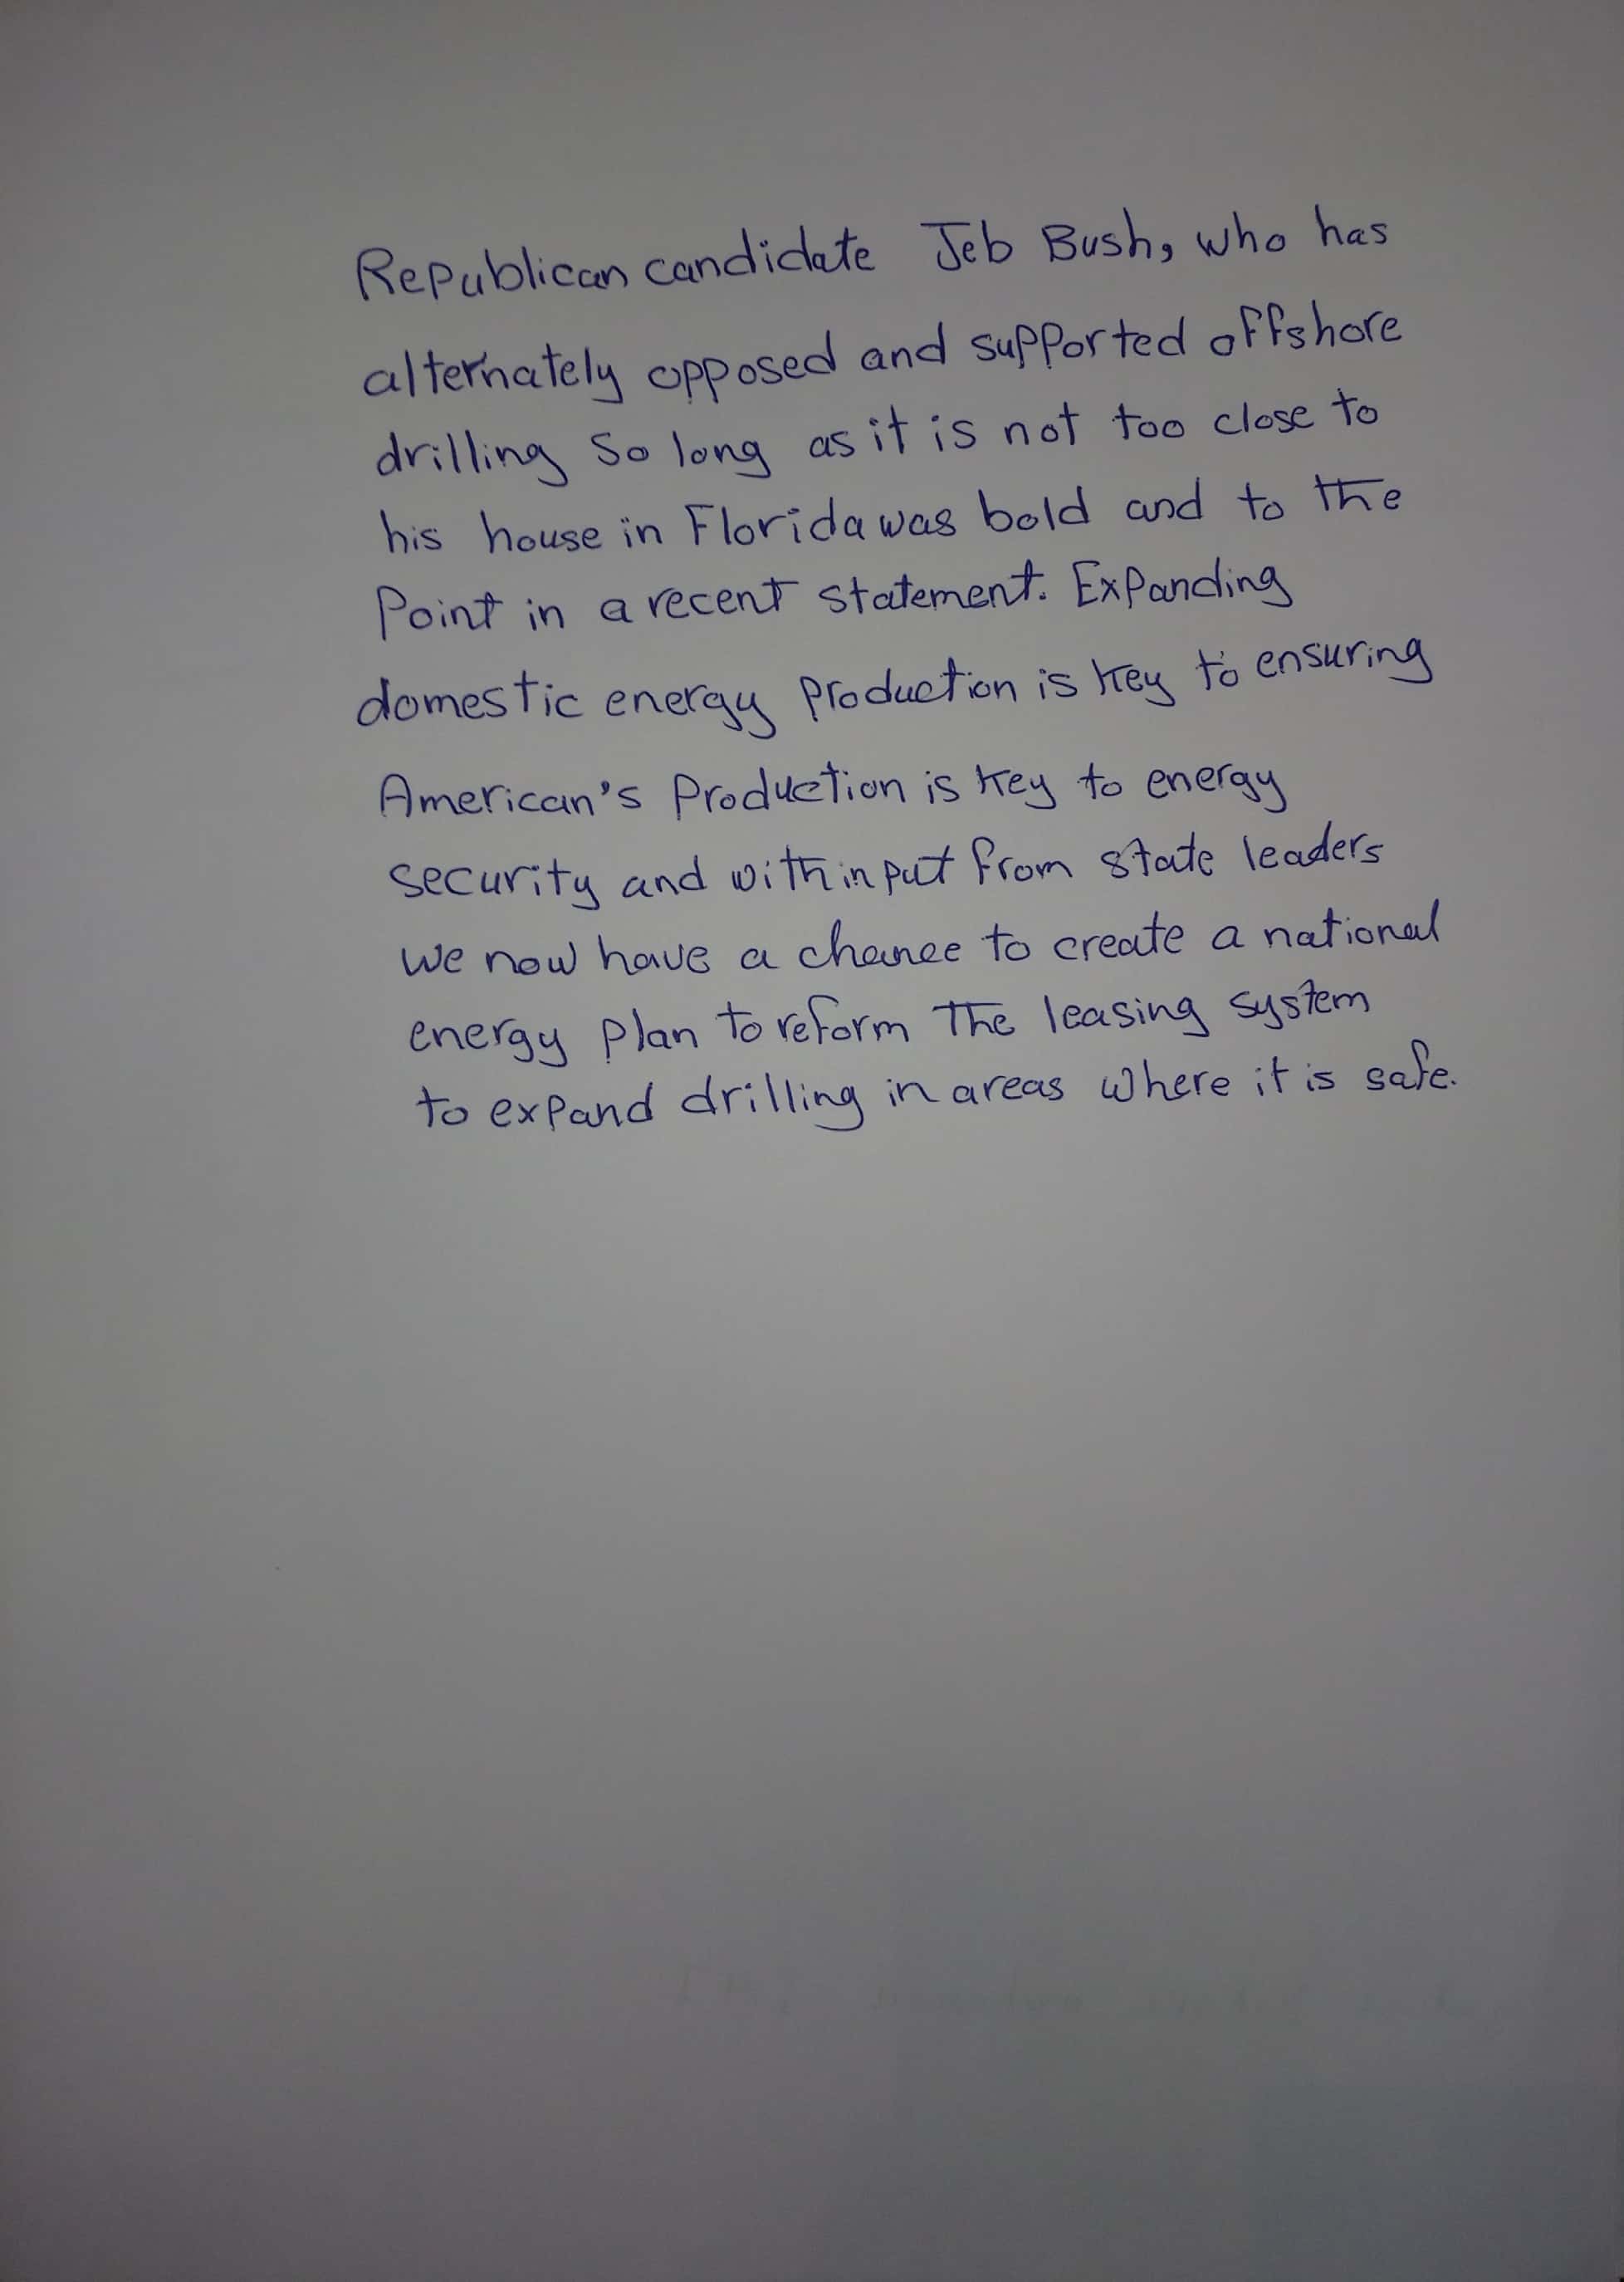 Republican candidate Jeb Bush, who has
alternately opposed and supported offshore
drilling so long as it is not too close to
his house in Florida was bold and to the
Point in a recent statement. Expanding
domestic energy production is key to ensuring
American's production is key to energy
security and with input from state leaders
we now have a chance to create a national
energy plan to reform the leasing system
to expand drilling in areas where it is safe.